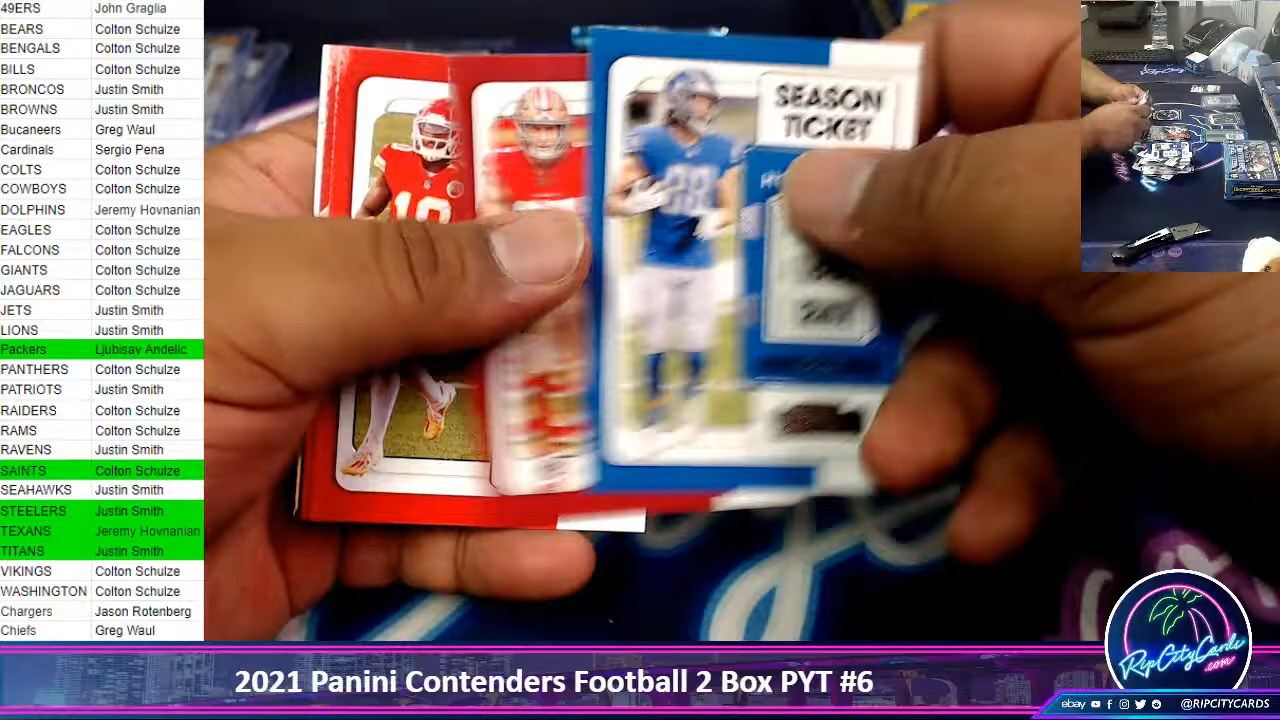 49ERS John Graglia
BEARS Colton Schulze
BENGALS Colton Schulze
BILLS Colton Schulze
BRONCOS Justin Smith
BROWNS Justin Smith
Bucaneers Greg Waul
Cardinals Sergio Pena
COLTS Colton Schulze
COWBOYS Colton Schulze
DOLPHINS Jeremy Hovnanian
EAGLES Colton Schulze
FALCONS Colton Schulze
GIANTS Colton Schulze
JAGUARS Colton Schulze
JETS Justin Smith
LIONS Justin Smith
Packers Ljubisav Andelic
PANTHERS Colton Schulze
PATRIOTS Justin Smith
RAIDERS Colton Schulze
RAMS Colton Schulze
RAVENS Justin Smith
SAINTS Colton Schulze
SEAHAWKS Justin Smith
STEELERS Justin Smith
TEXANS Jeremy Hovnanian
TITANS Justin Smith
VIKINGS Colton Schulze
WASHINGTON Colton Schulze
Chargers Jason Rotenberg
Chiefs Greg Waul
SEASON
TICKET
88
10
2021 Panini Contenders Football 2 Box PYT #6
RipCityCards
.com
ebay @RIPCITYCARDS